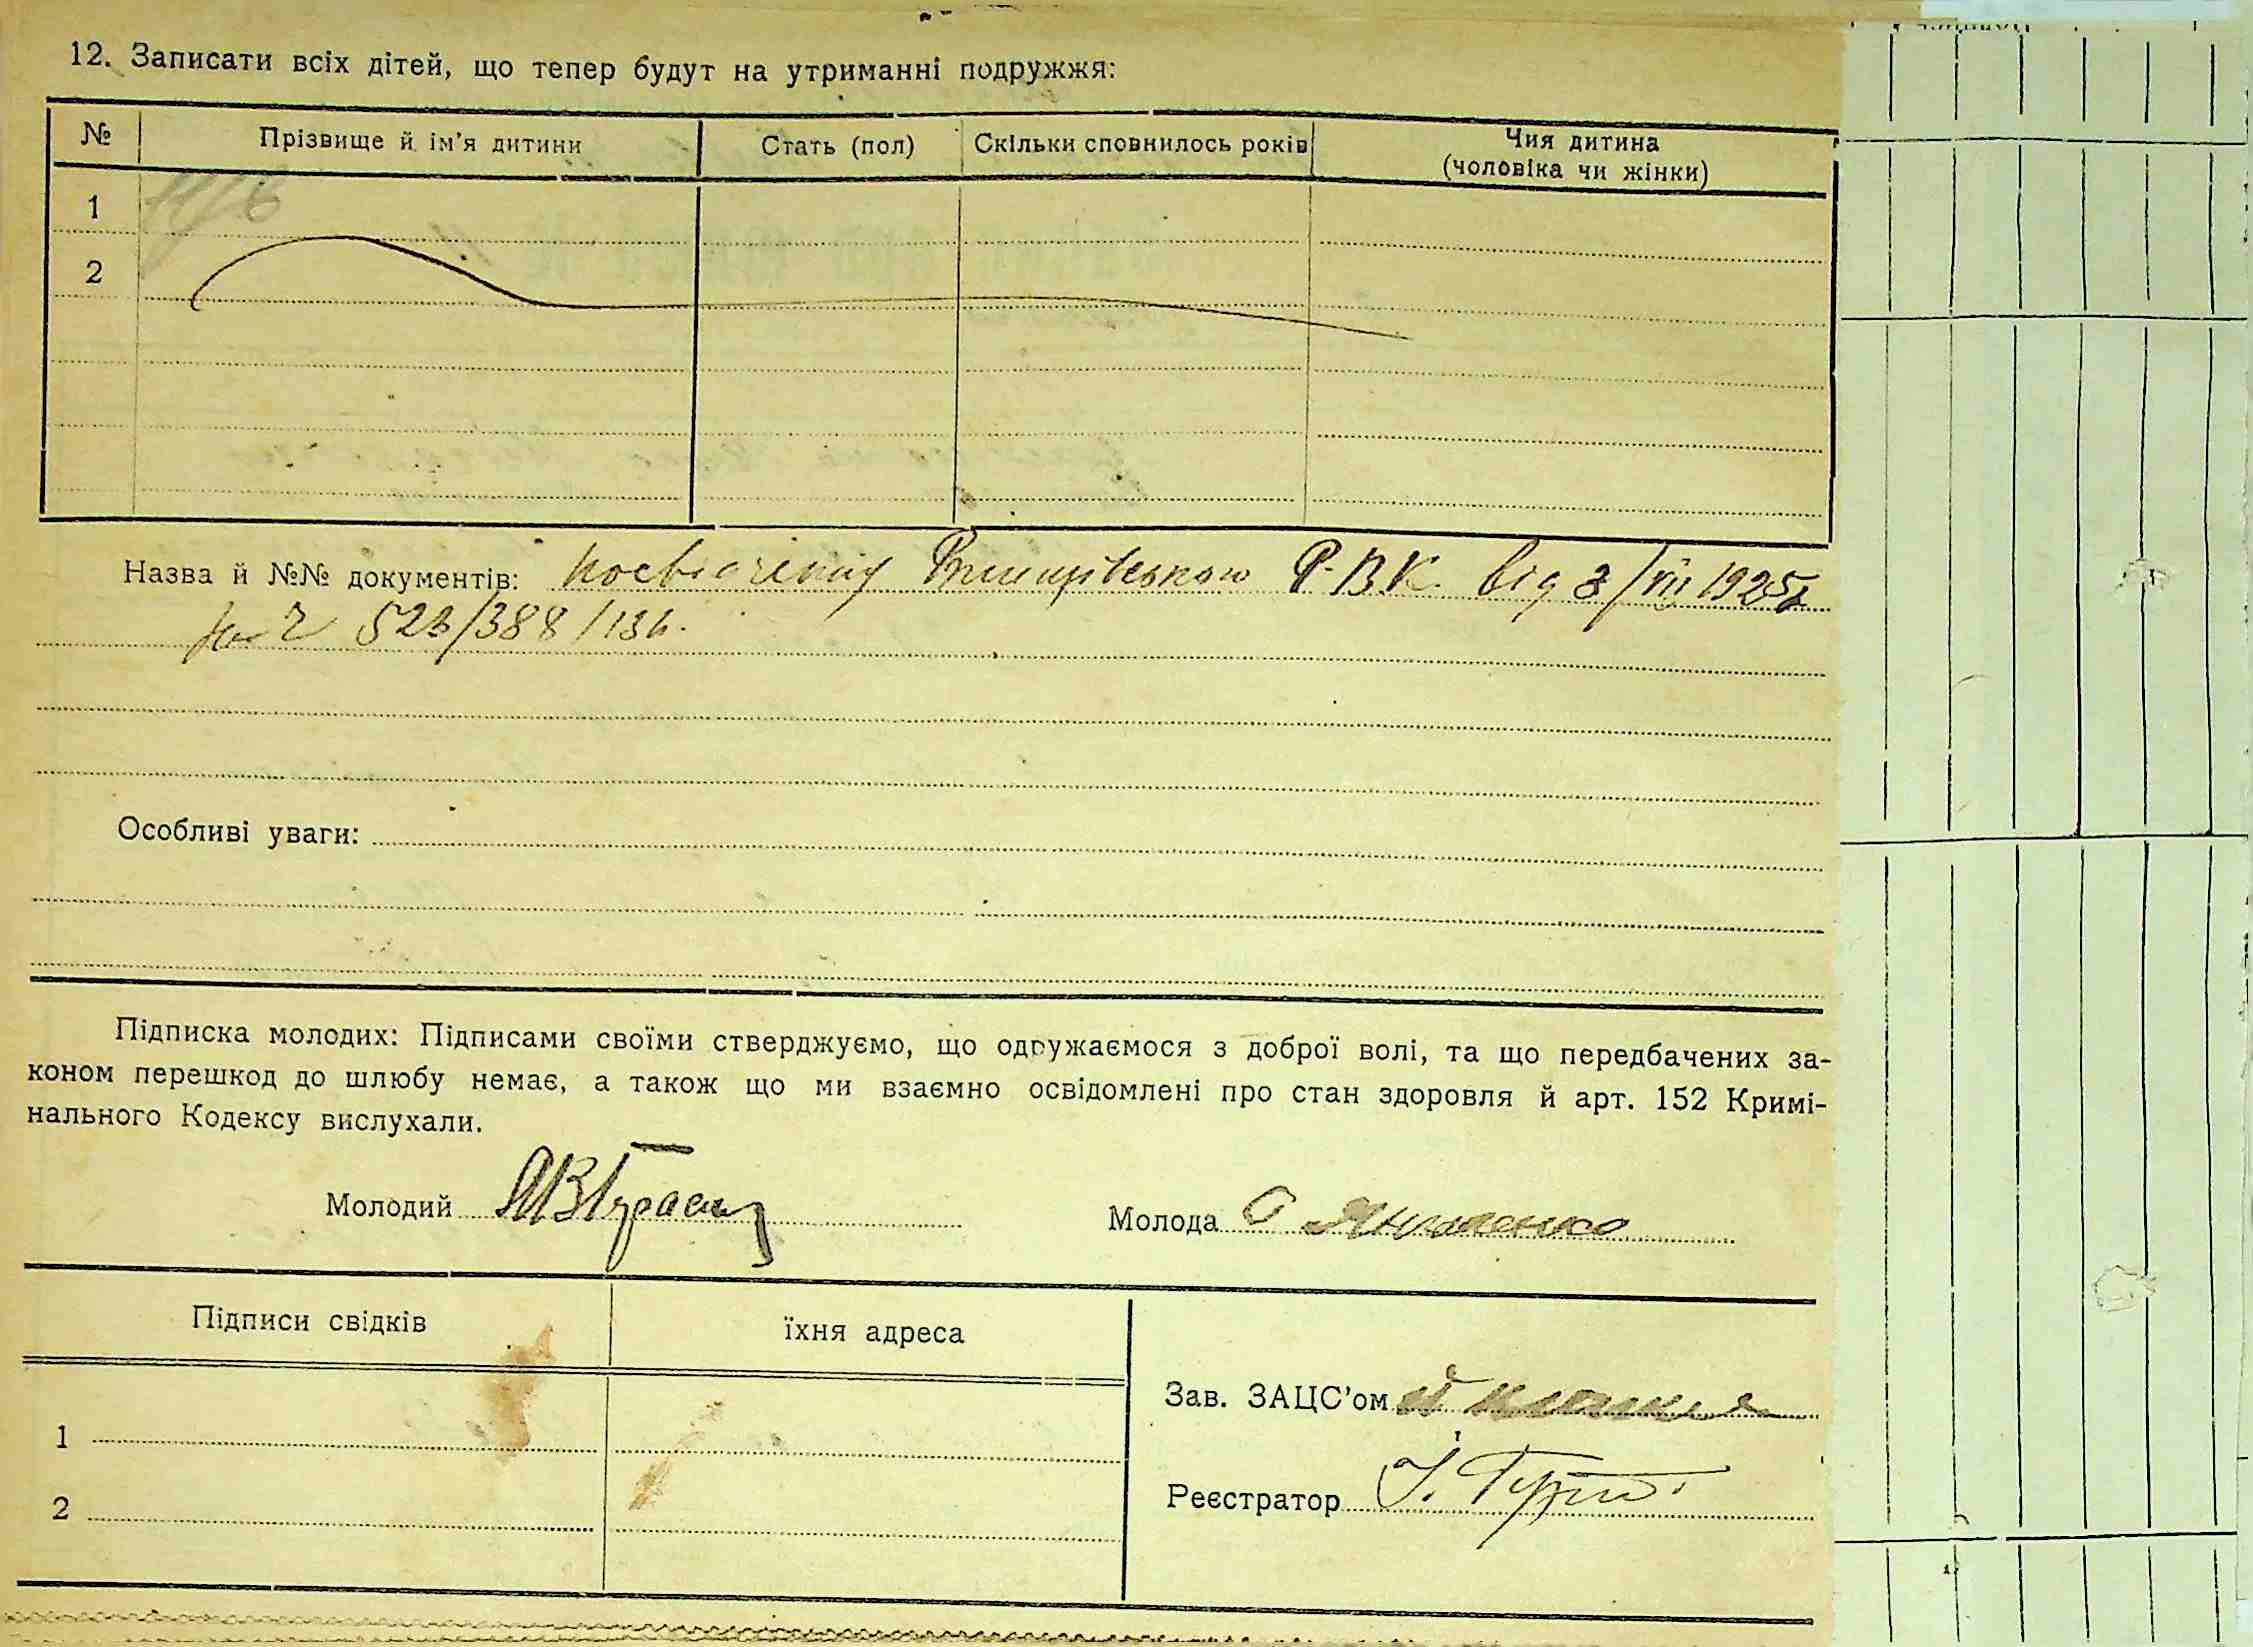 12. Записати всіх дітей, що тепер будут на утриманні подружжя:
№ Прізвище й ім'я дитини Стать (пол) Скільки сповнилось років Чия дитина
(чоловіка чи жінки)
1
2
Назва й №№ документів: Р.В.К. від 3/VII 1925
523/388/136.
Особливі уваги:
Підписка молодих: Підписами своїми стверджуємо, що одружаємося з доброї волі, та що передбачених за-
коном перешкод до шлюбу немає, а також що ми взаємно освідомлені про стан здоровля й арт. 152 Кримі-
нального Кодексу вислухали.
Молодий Молода
Підписи свідків їхня адреса
Зав. ЗАЦС'ом
1
Реєстратор
2